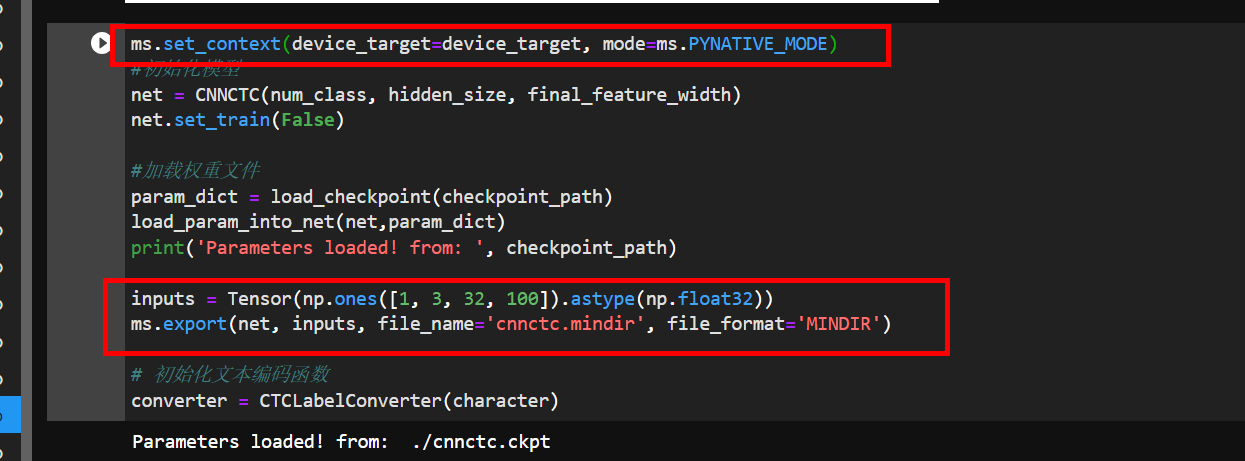 ms.set_context(device_target=device_target, mode=ms.PYNATIVE_MODE)
#初始化模型
net = CNNCTC(num_class, hidden_size, final_feature_width)
net.set_train(False)
#加载权重文件
param_dict = load_checkpoint(checkpoint_path)
load_param_into_net(net,param_dict)
print('Parameters loaded! from: ', checkpoint_path)
inputs = Tensor(np.ones([1, 3, 32, 100]).astype(np.float32))
ms.export(net, inputs, file_name='cnnctc.mindir', file_format='MINDIR')
# 初始化文本编码函数
converter = CTCLabelConverter(character)
Parameters loaded! from:  ./cnnctc.ckpt